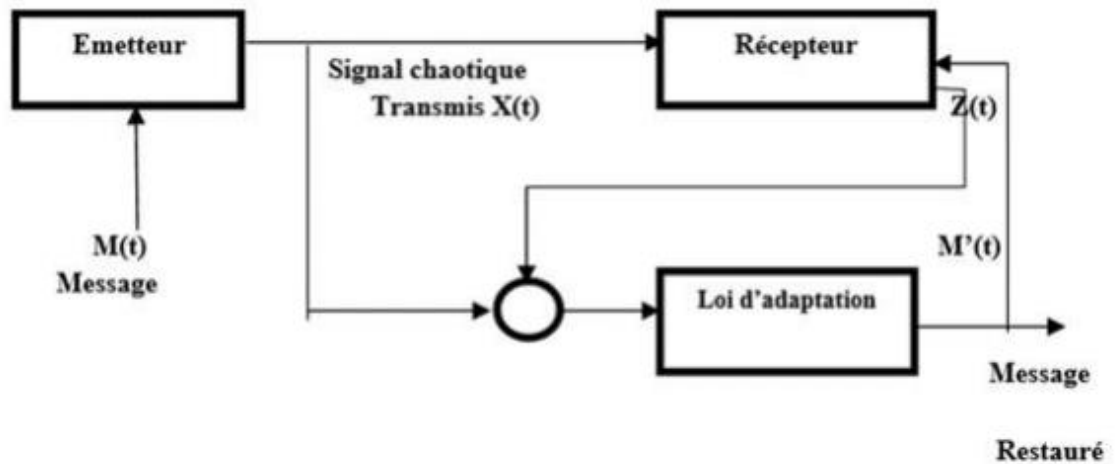 Emetteur
Récepteur
Signal chaotique
Transmis X(t)
Z(t)
M(t)
Message
M’(t)
Loi d’adaptation
Message
Restauré